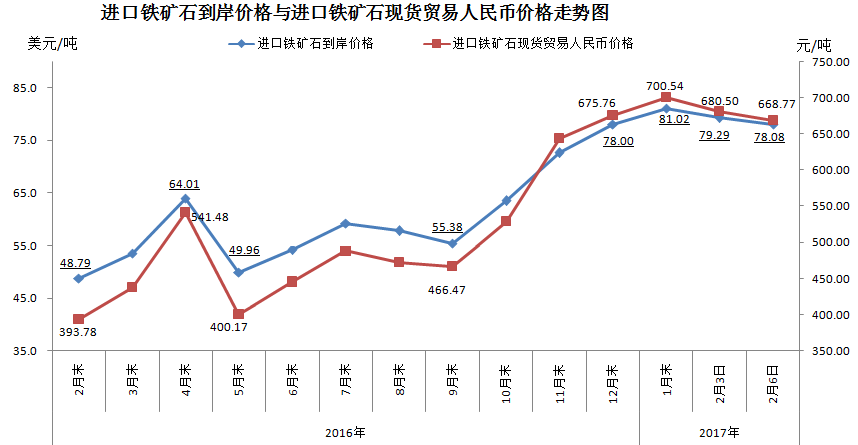 进口铁矿石到岸价格与进口铁矿石现货贸易人民币价格走势图
美元/吨
进口铁矿石到岸价格
进口铁矿石现货贸易人民币价格
元/吨
85.0
75.0
65.0
55.0
45.0
35.0
750.00
700.00
650.00
600.00
550.00
500.00
450.00
400.00
350.00
48.79
64.01
49.96
55.38
78.00
81.02
79.29
78.08
393.78
541.48
400.17
466.47
675.76
700.54
680.50
668.77
2月末
3月末
4月末
5月末
6月末
7月末
8月末
9月末
10月末
11月末
12月末
1月末
2月3日
2月6日
2016年
2017年